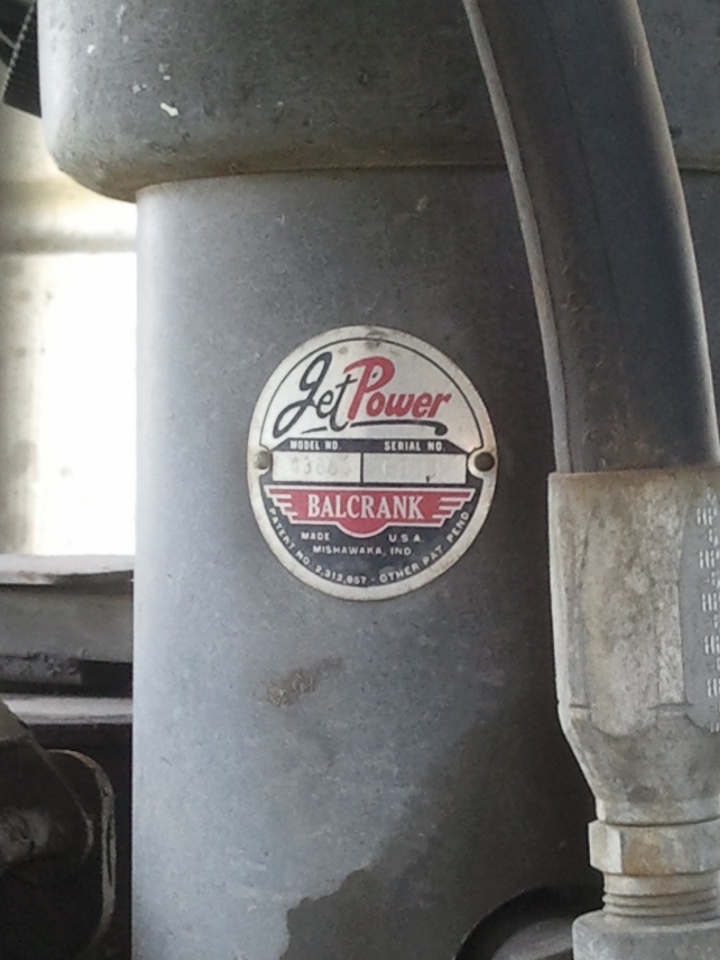 Jet Power
MODEL NO. SERIAL NO.
BALCRANK
MADE U.S.A.
MISHAWAKA, IND
PATENT NO. 2,312,857 - OTHER PAT PEND